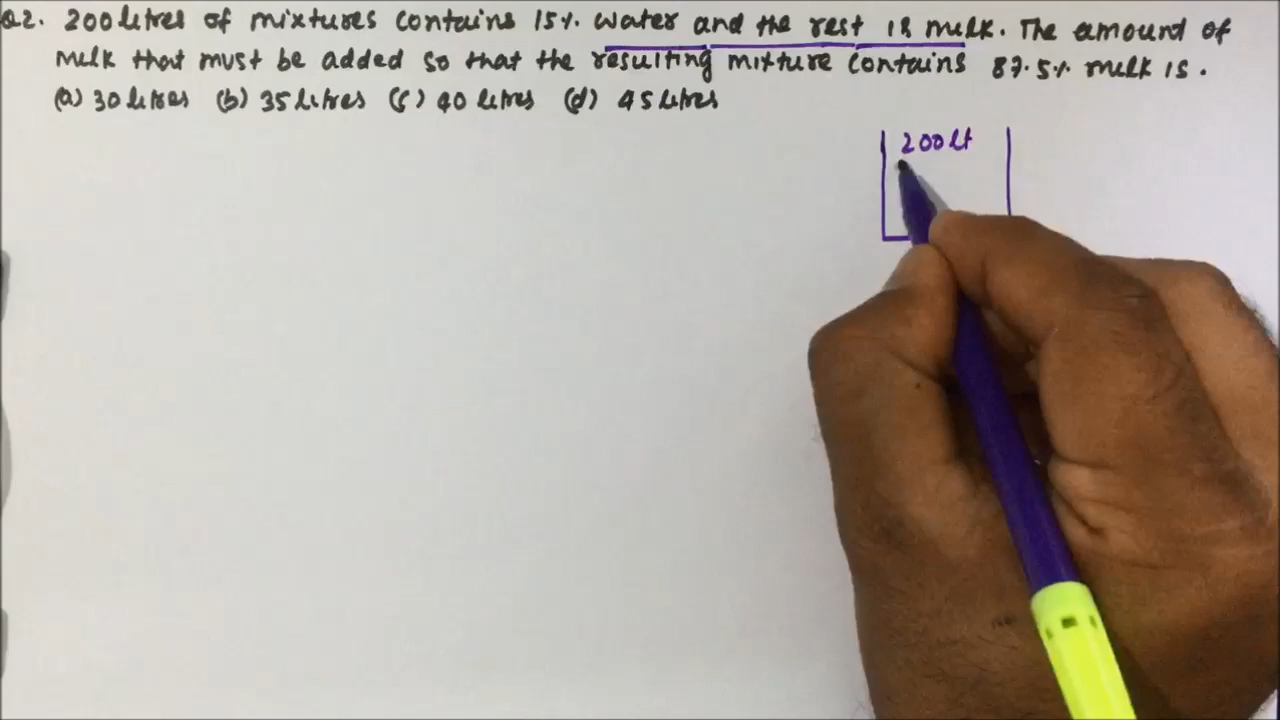 Q2. 200 litres of mixtures contains 15%. water and the rest is milk. The amount of
milk that must be added so that the resulting mixture contains 87.5% milk is.
(a) 30 litres (b) 35 litres (c) 40 litres (d) 45 litres
200 lt